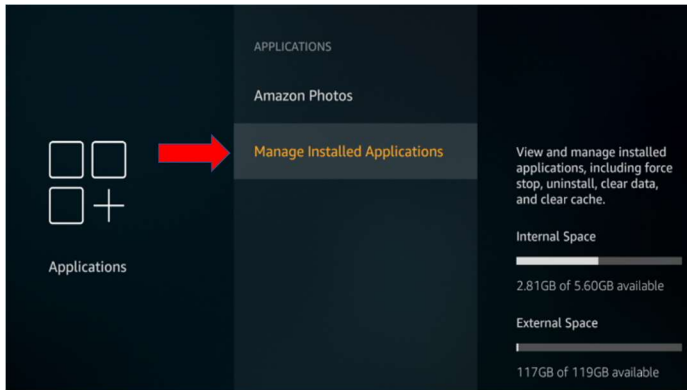 APPLICATIONS
Amazon Photos
Manage Installed Applications
Applications
View and manage installed
applications, including force
stop, uninstall, clear data,
and clear cache.
Internal Space
2.81GB of 5.60GB available
External Space
117GB of 119GB available